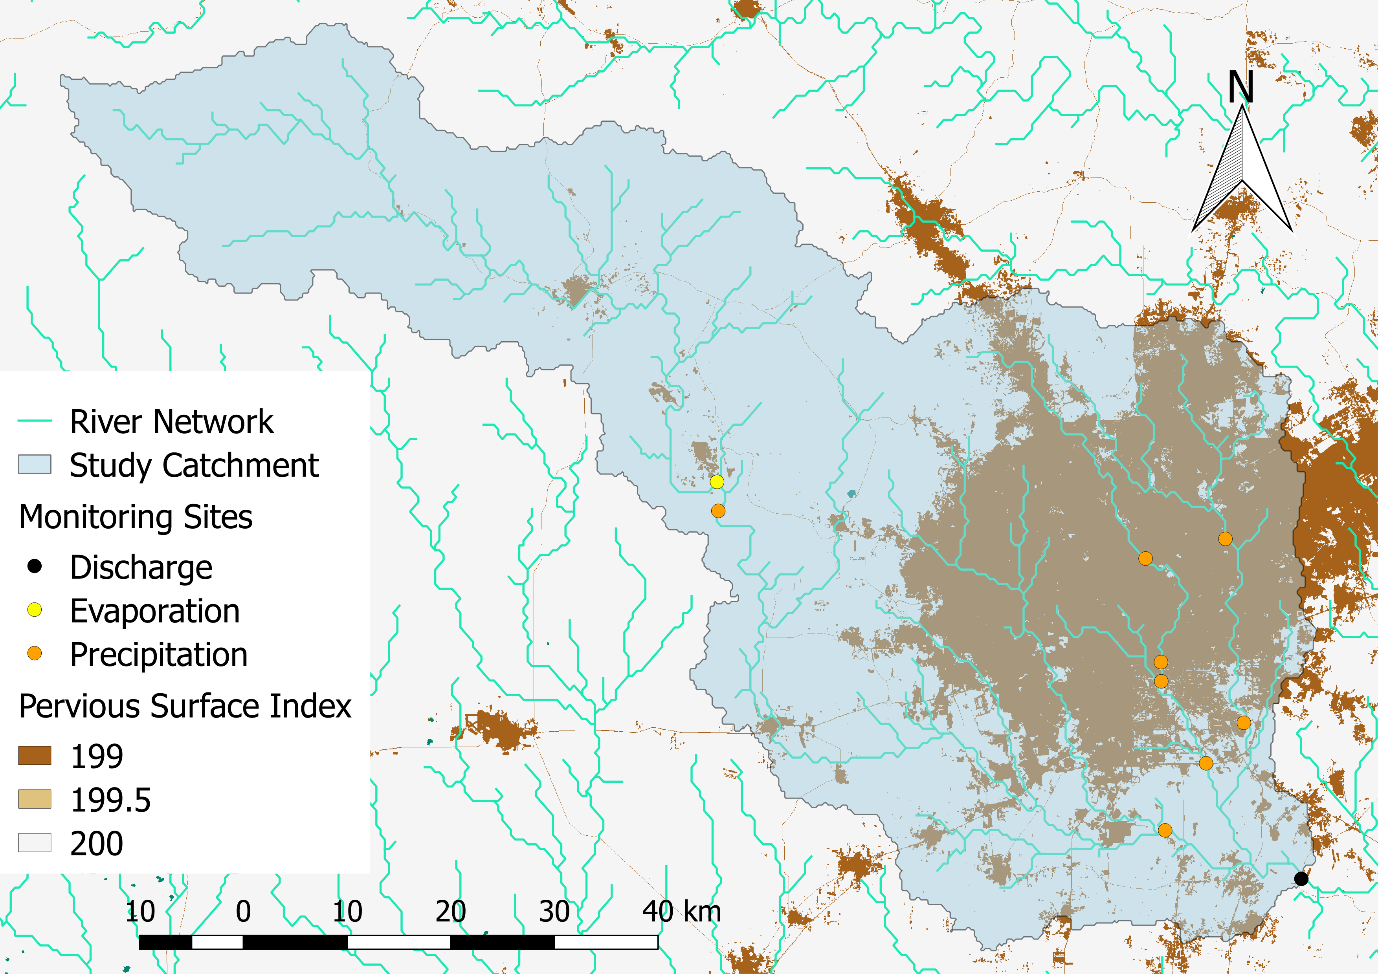 N
River Network
Study Catchment
Monitoring Sites
Discharge
Evaporation
Precipitation
Pervious Surface Index
199
199.5
200
10 0 10 20 30 40 km